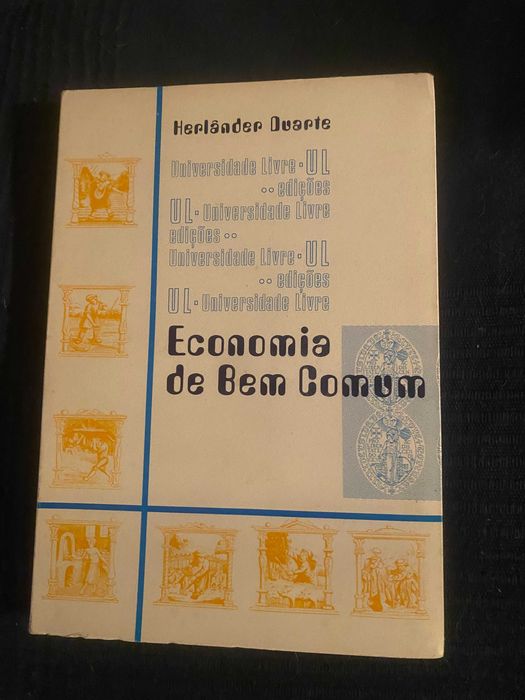 Herlânder Duarte
Universidade Livre • UL
•• edições
UL • Universidade Livre
edições ••
Universidade Livre • UL
•• edições
UL • Universidade Livre
Economia
de Bem Comum